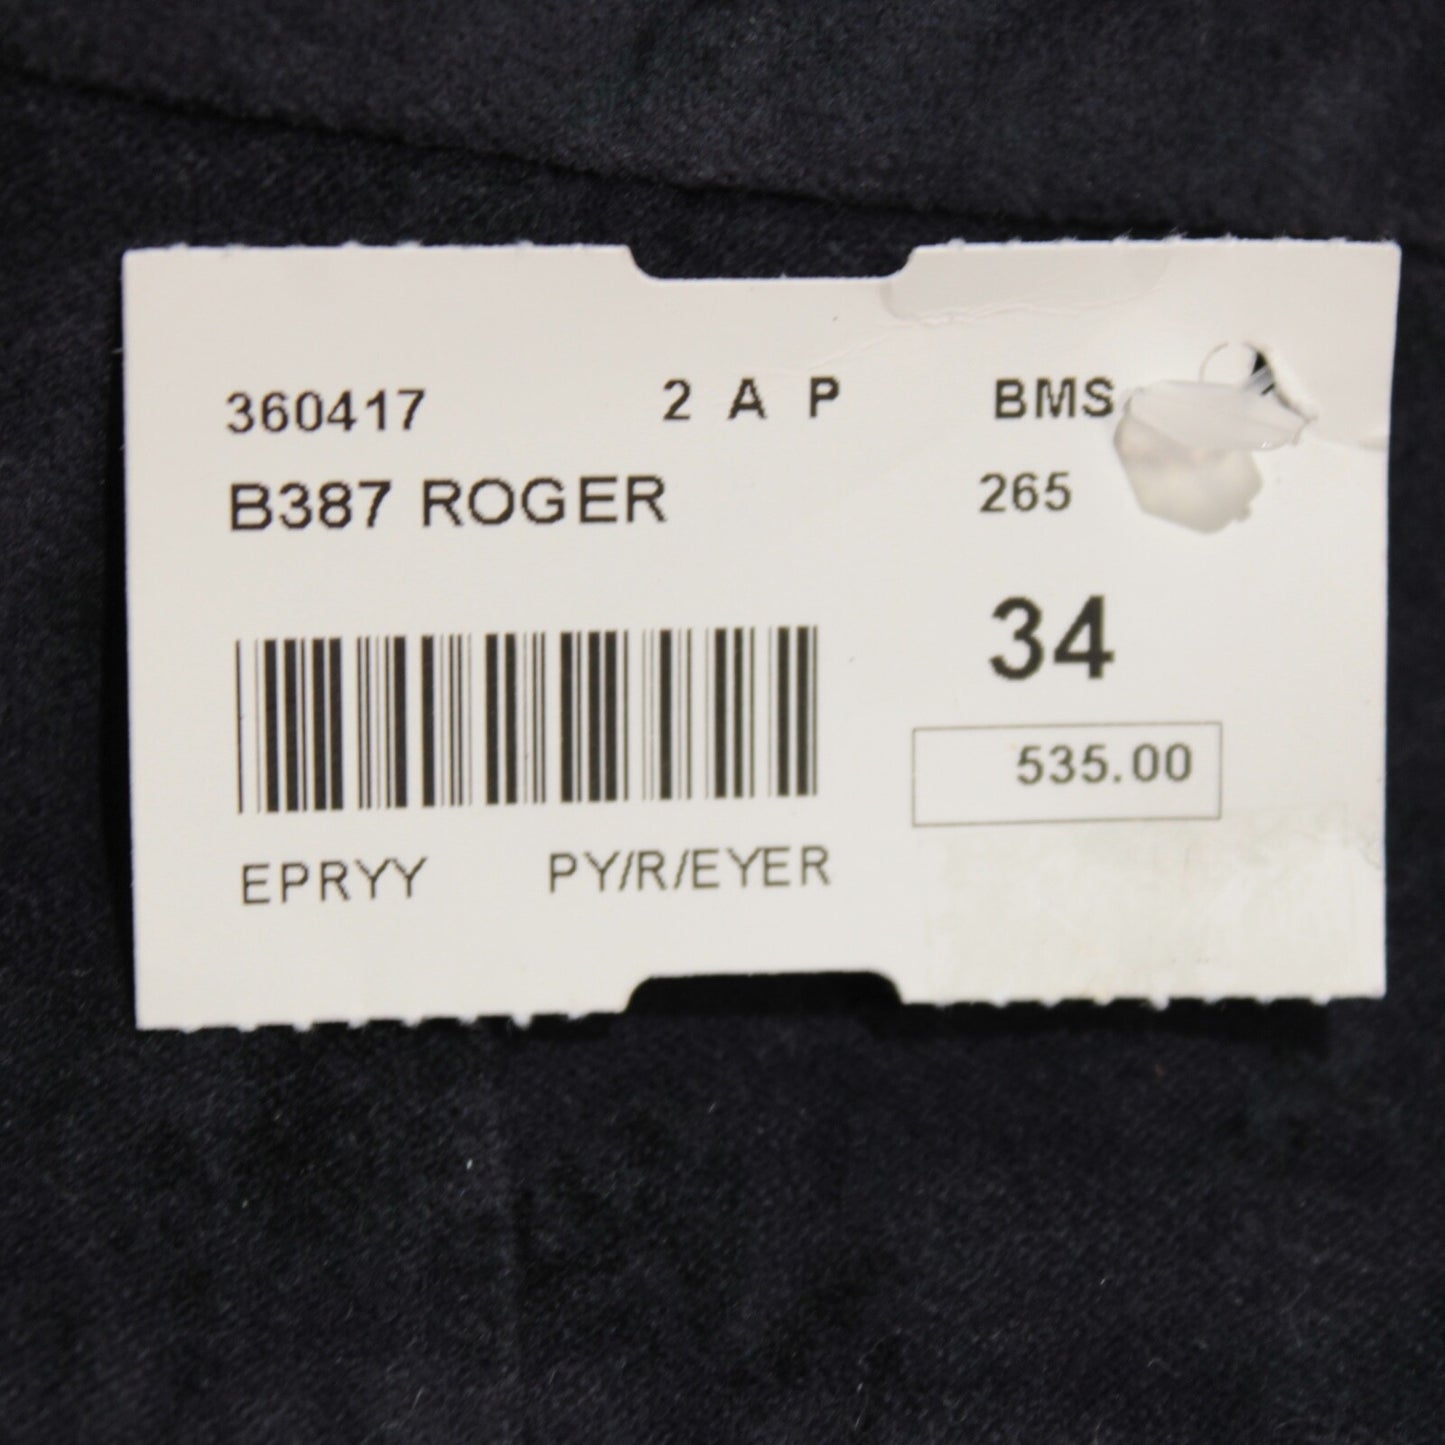 360417 2 A P BMS
B387 ROGER 265
34
535.00
EPRYY PY/R/EYER